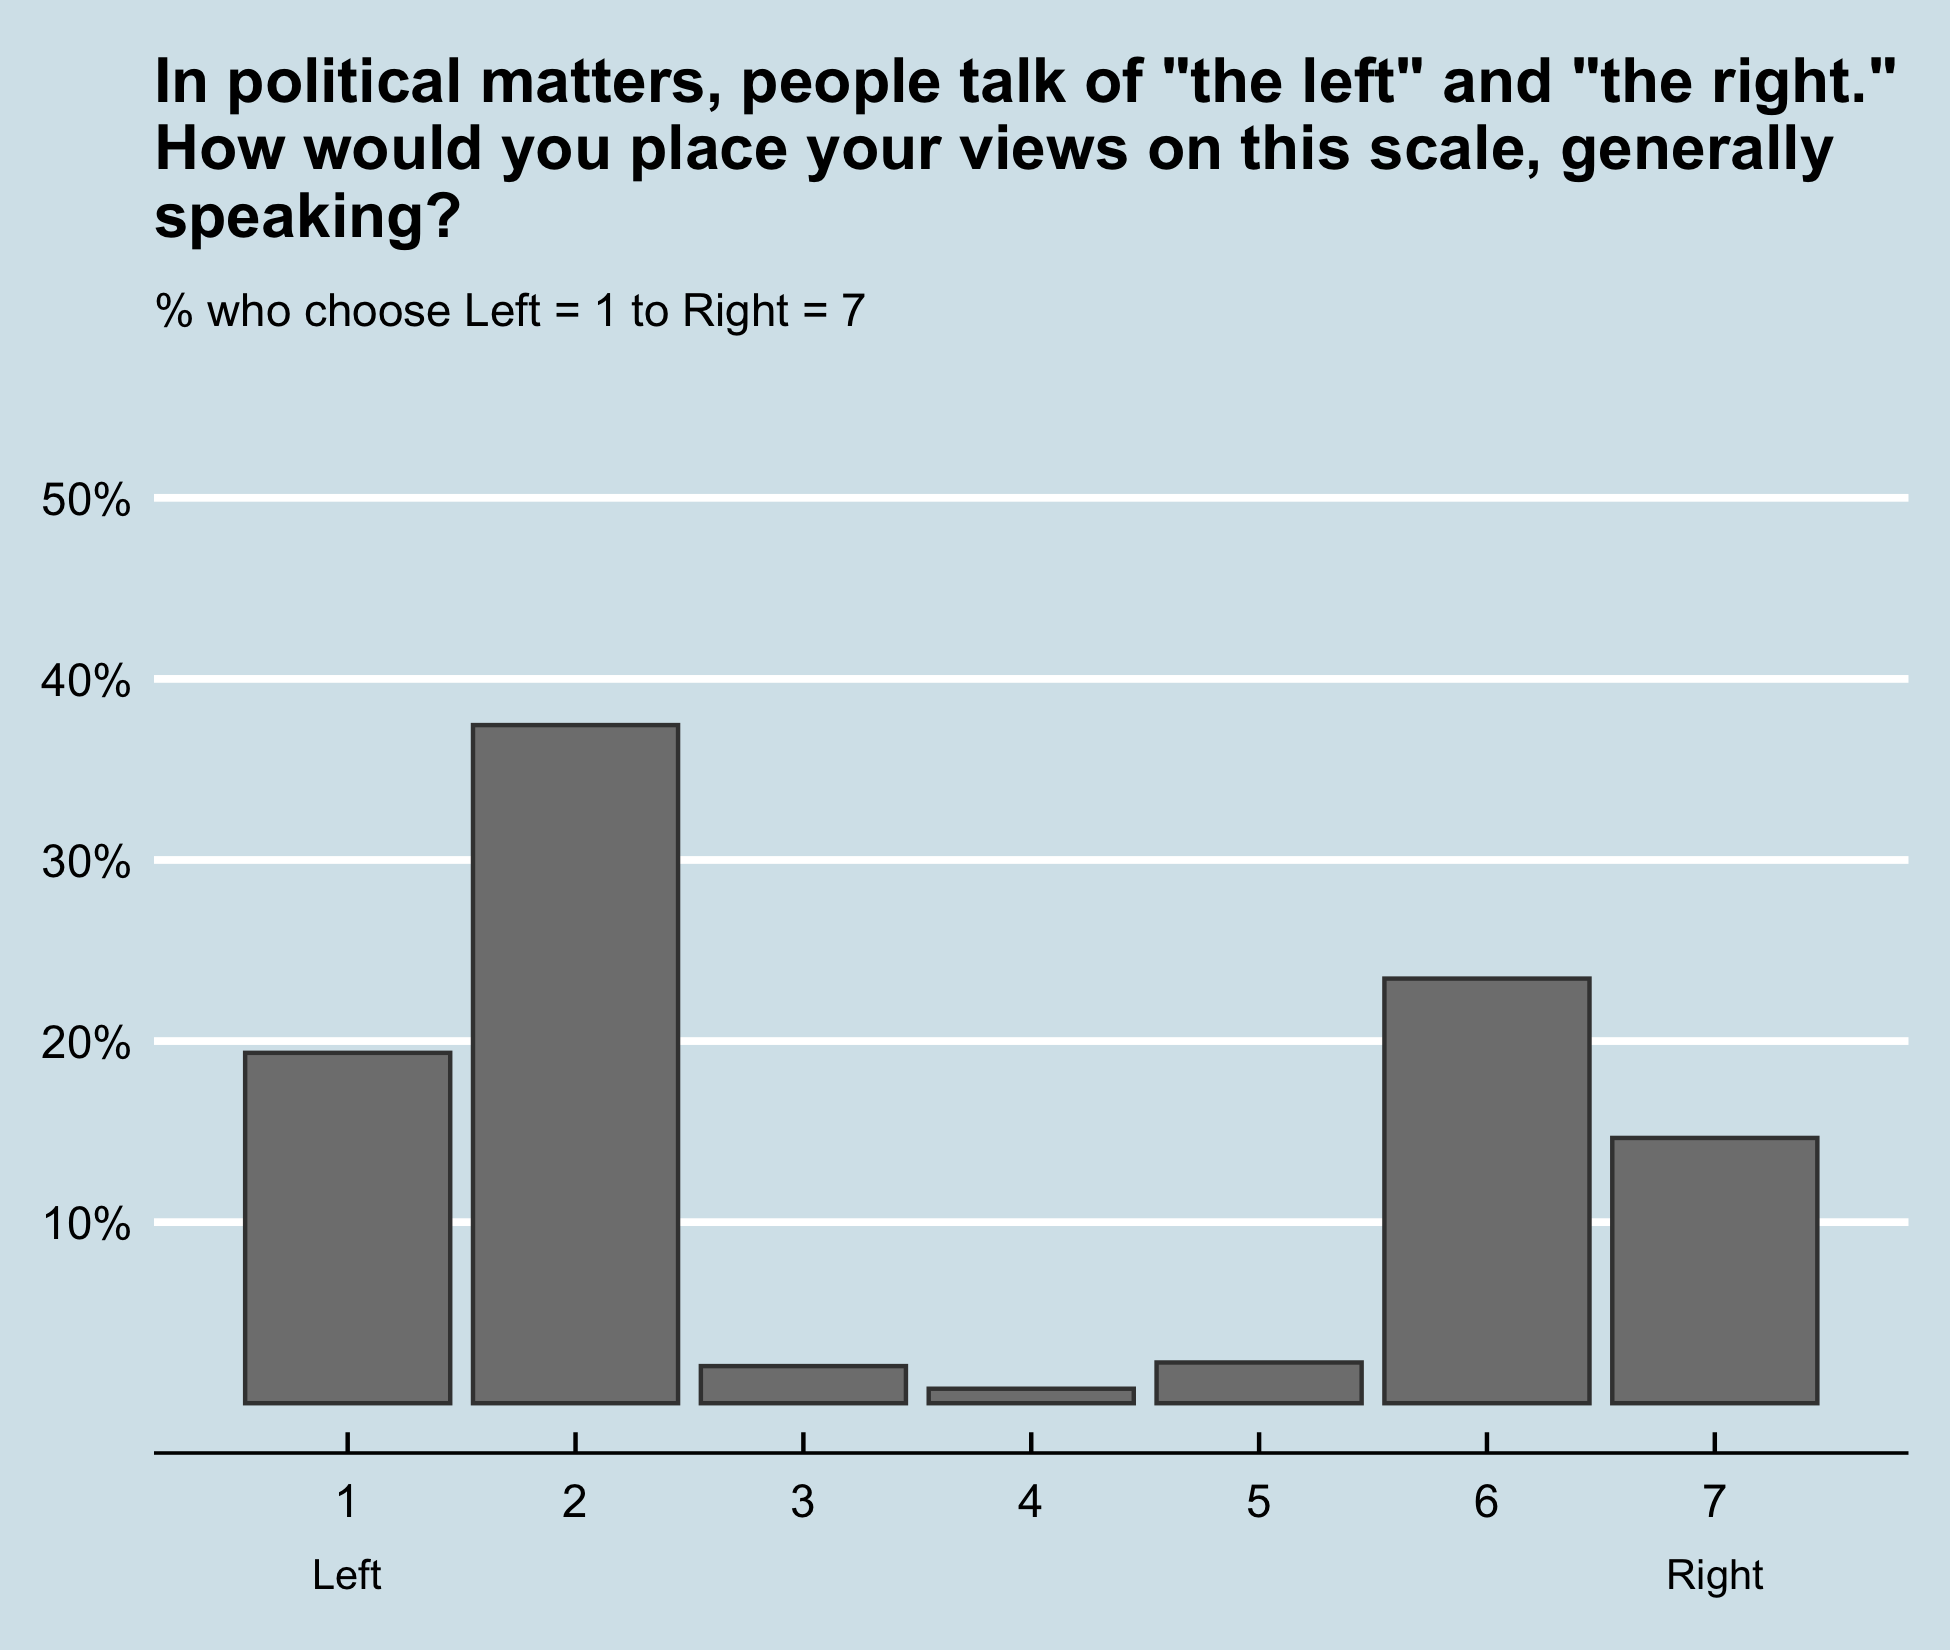 In political matters, people talk of "the left" and "the right."
How would you place your views on this scale, generally
speaking?
% who choose Left = 1 to Right = 7
50%
40%
30%
20%
10%
1 2 3 4 5 6 7
Left Right